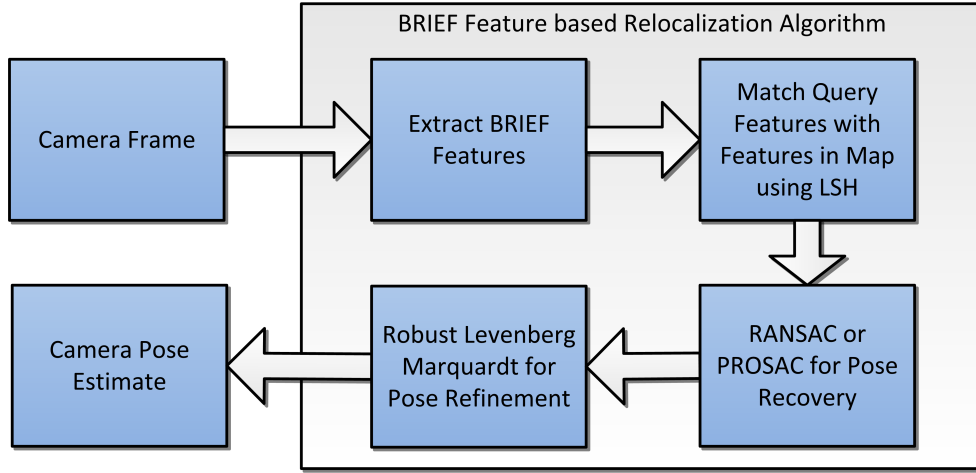 BRIEF Feature based Relocalization Algorithm
Camera Frame
Extract BRIEF
Features
Match Query
Features with
Features in Map
using LSH
RANSAC or
PROSAC for Pose
Recovery
Robust Levenberg
Marquardt for
Pose Refinement
Camera Pose
Estimate